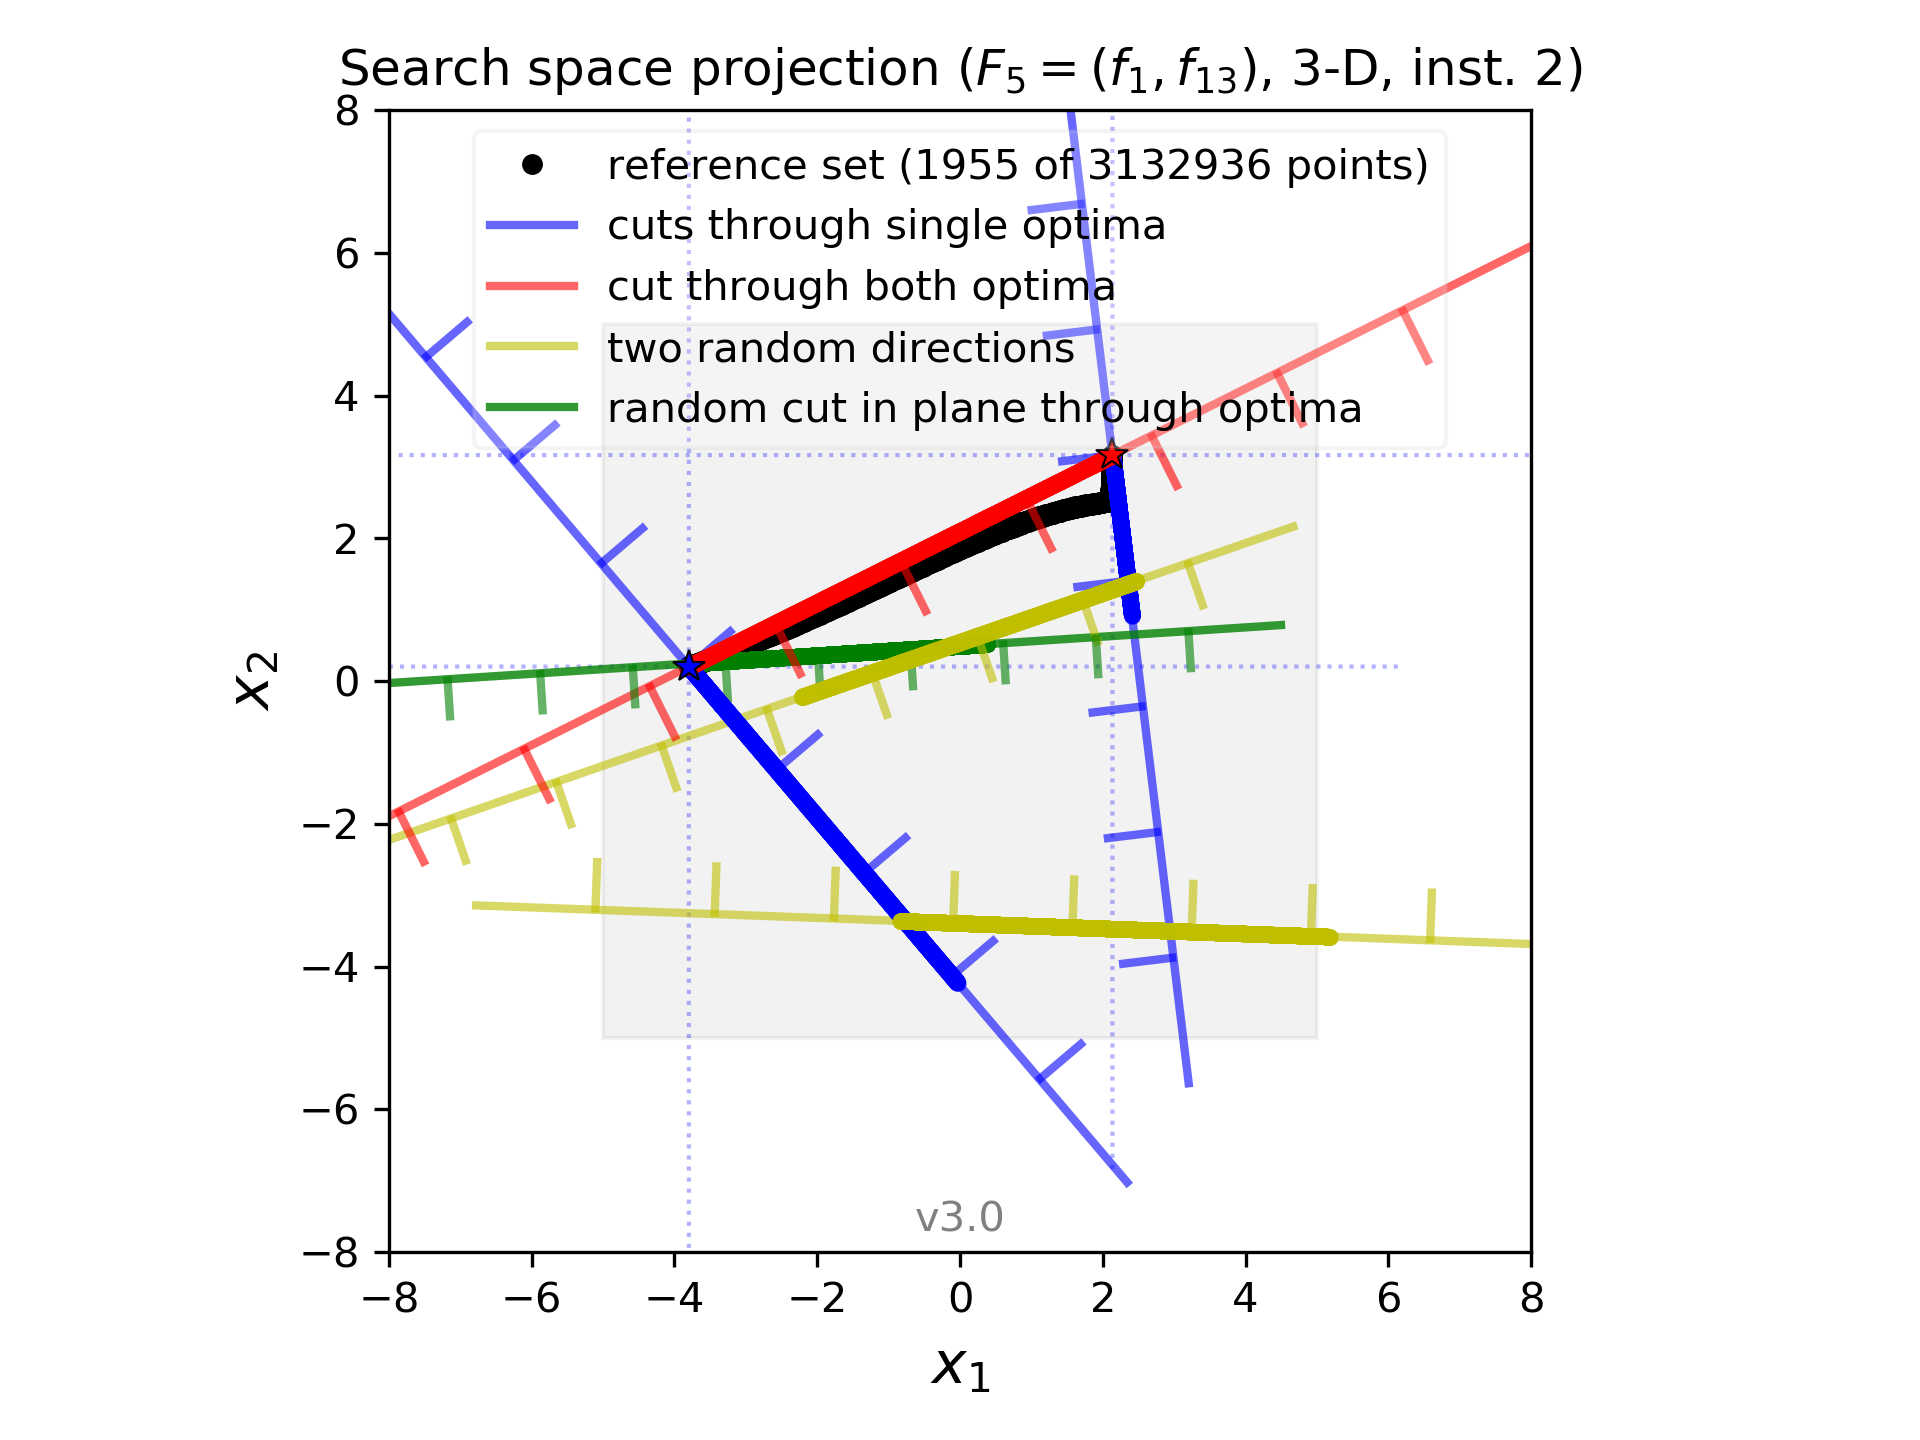 Search space projection (F₅ = (f₁, f₁₃), 3-D, inst. 2)
reference set (1955 of 3132936 points)
cuts through single optima
cut through both optima
two random directions
random cut in plane through optima
8
6
4
2
0
−2
−4
−6
−8
x₂
v3.0
−8 −6 −4 −2 0 2 4 6 8
x₁